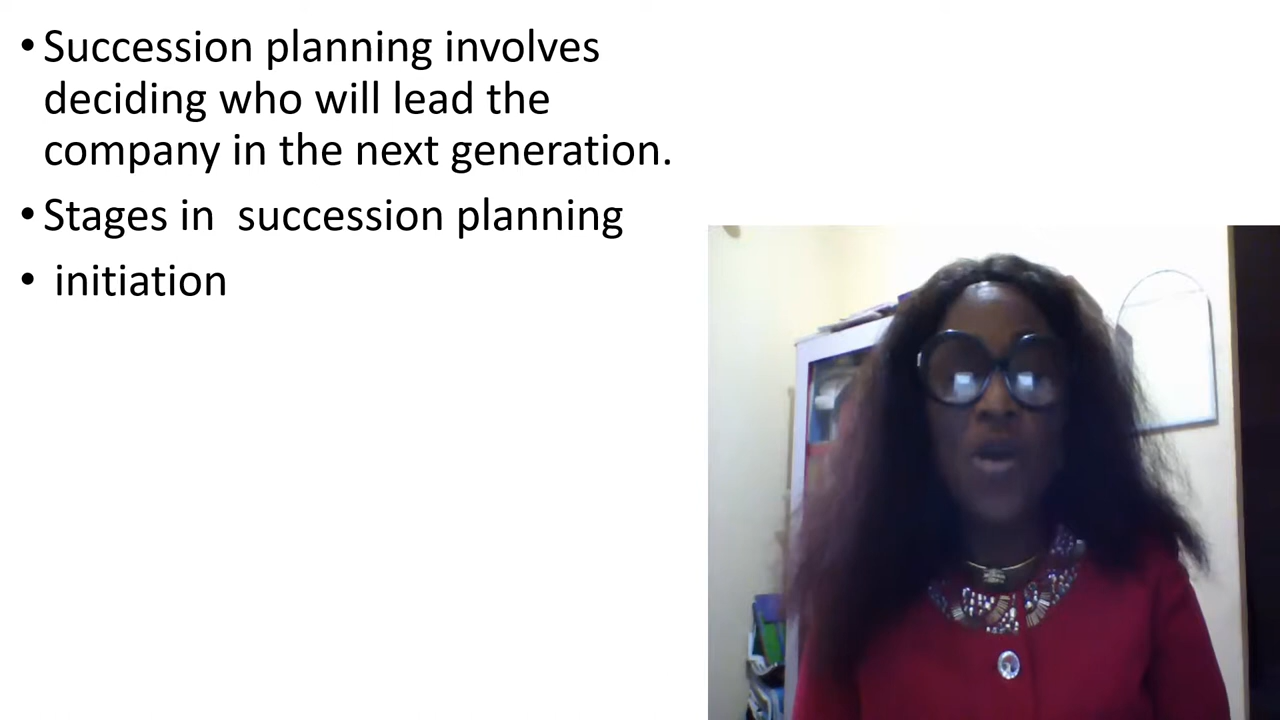 • Succession planning involves
deciding who will lead the
company in the next generation.
• Stages in  succession planning
•  initiation